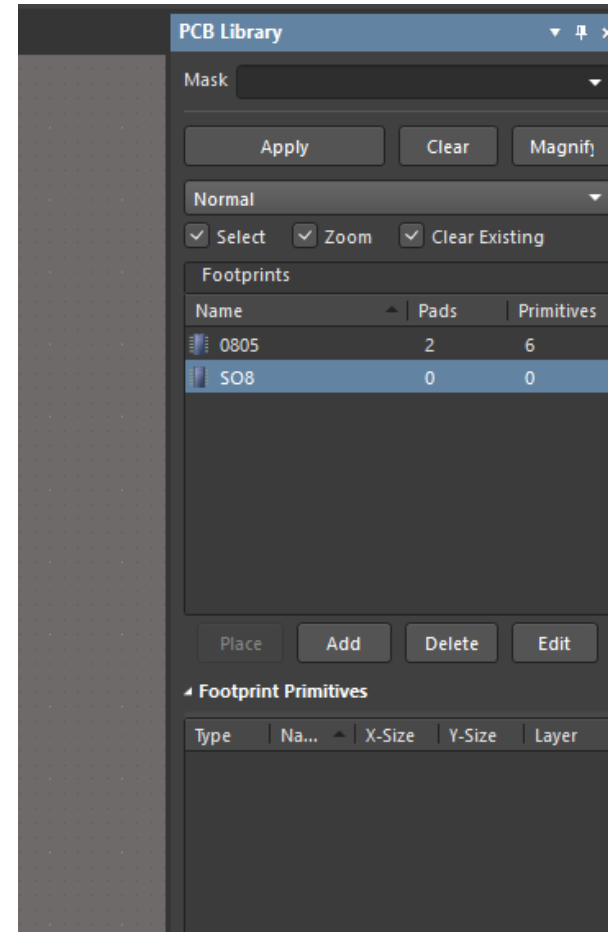 PCB Library
Mask
Apply Clear Magnify
Normal
Select Zoom Clear Existing
Footprints
Name Pads Primitives
0805 2 6
SO8 0 0
Place Add Delete Edit
Footprint Primitives
Type Na... X-Size Y-Size Layer